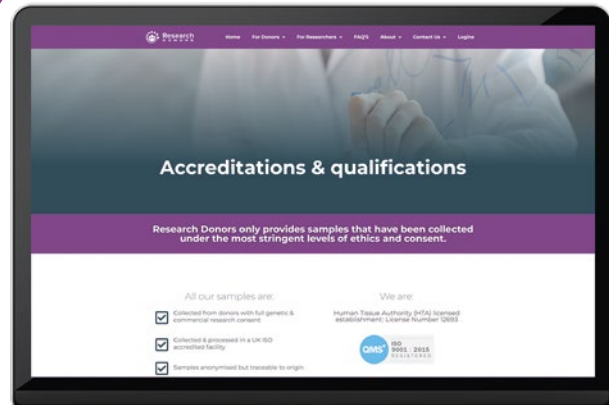 Research
DONORS
Home
For Donors
For Researchers
FAQ'S
About
Contact Us
Logins
Accreditations & qualifications
Research Donors only provides samples that have been collected
under the most stringent levels of ethics and consent.
All our samples are:
Collected from donors with full genetic &
commercial research consent
Collected & processed in a UK ISO
accredited facility
Samples anonymised but traceable to origin
We are:
Human Tissue Authority (HTA) licensed
establishment; License Number 12693
QMS
ISO
9001 : 2015
REGISTERED